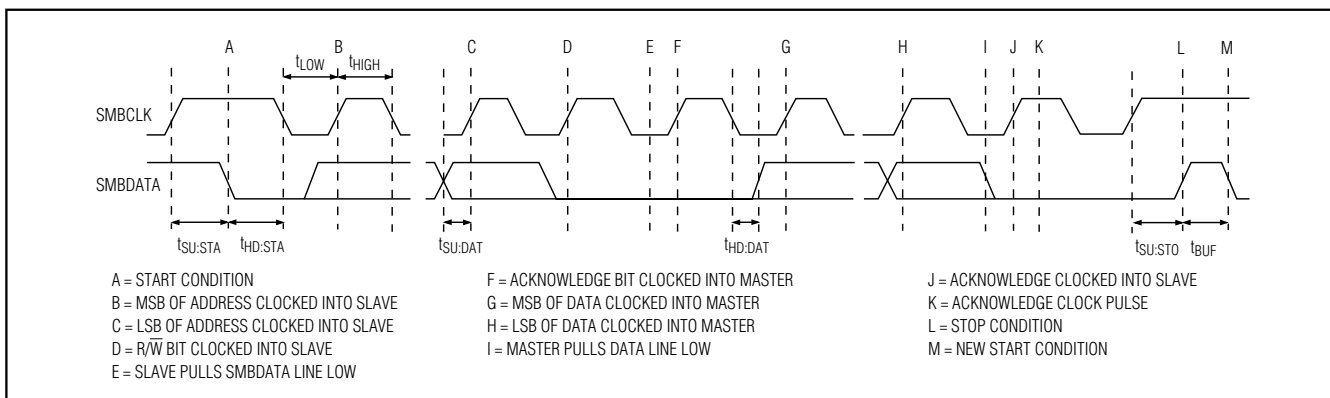 A B C D E F G H I J K L M
tLOW tHIGH
SMBCLK
SMBDATA
tSU:STA tHD:STA tSU:DAT tHD:DAT tSU:STO tBUF
A = START CONDITION
B = MSB OF ADDRESS CLOCKED INTO SLAVE
C = LSB OF ADDRESS CLOCKED INTO SLAVE
D = R/W̅ BIT CLOCKED INTO SLAVE
E = SLAVE PULLS SMBDATA LINE LOW
F = ACKNOWLEDGE BIT CLOCKED INTO MASTER
G = MSB OF DATA CLOCKED INTO MASTER
H = LSB OF DATA CLOCKED INTO MASTER
I = MASTER PULLS DATA LINE LOW
J = ACKNOWLEDGE CLOCKED INTO SLAVE
K = ACKNOWLEDGE CLOCK PULSE
L = STOP CONDITION
M = NEW START CONDITION